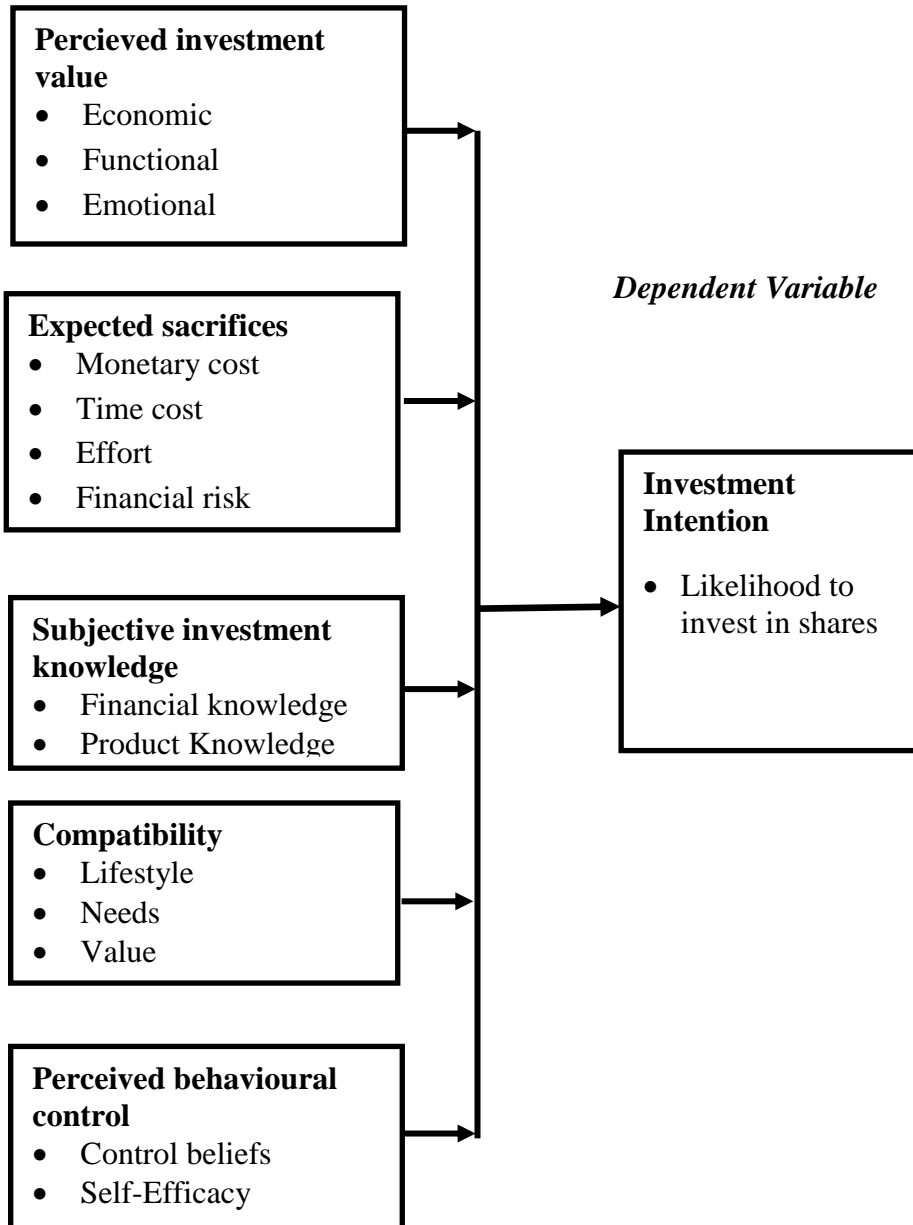 Percieved investment
value
• Economic
• Functional
• Emotional
Dependent Variable
Expected sacrifices
• Monetary cost
• Time cost
• Effort
• Financial risk
Investment
Intention
• Likelihood to
invest in shares
Subjective investment
knowledge
• Financial knowledge
• Product Knowledge
Compatibility
• Lifestyle
• Needs
• Value
Perceived behavioural
control
• Control beliefs
• Self-Efficacy